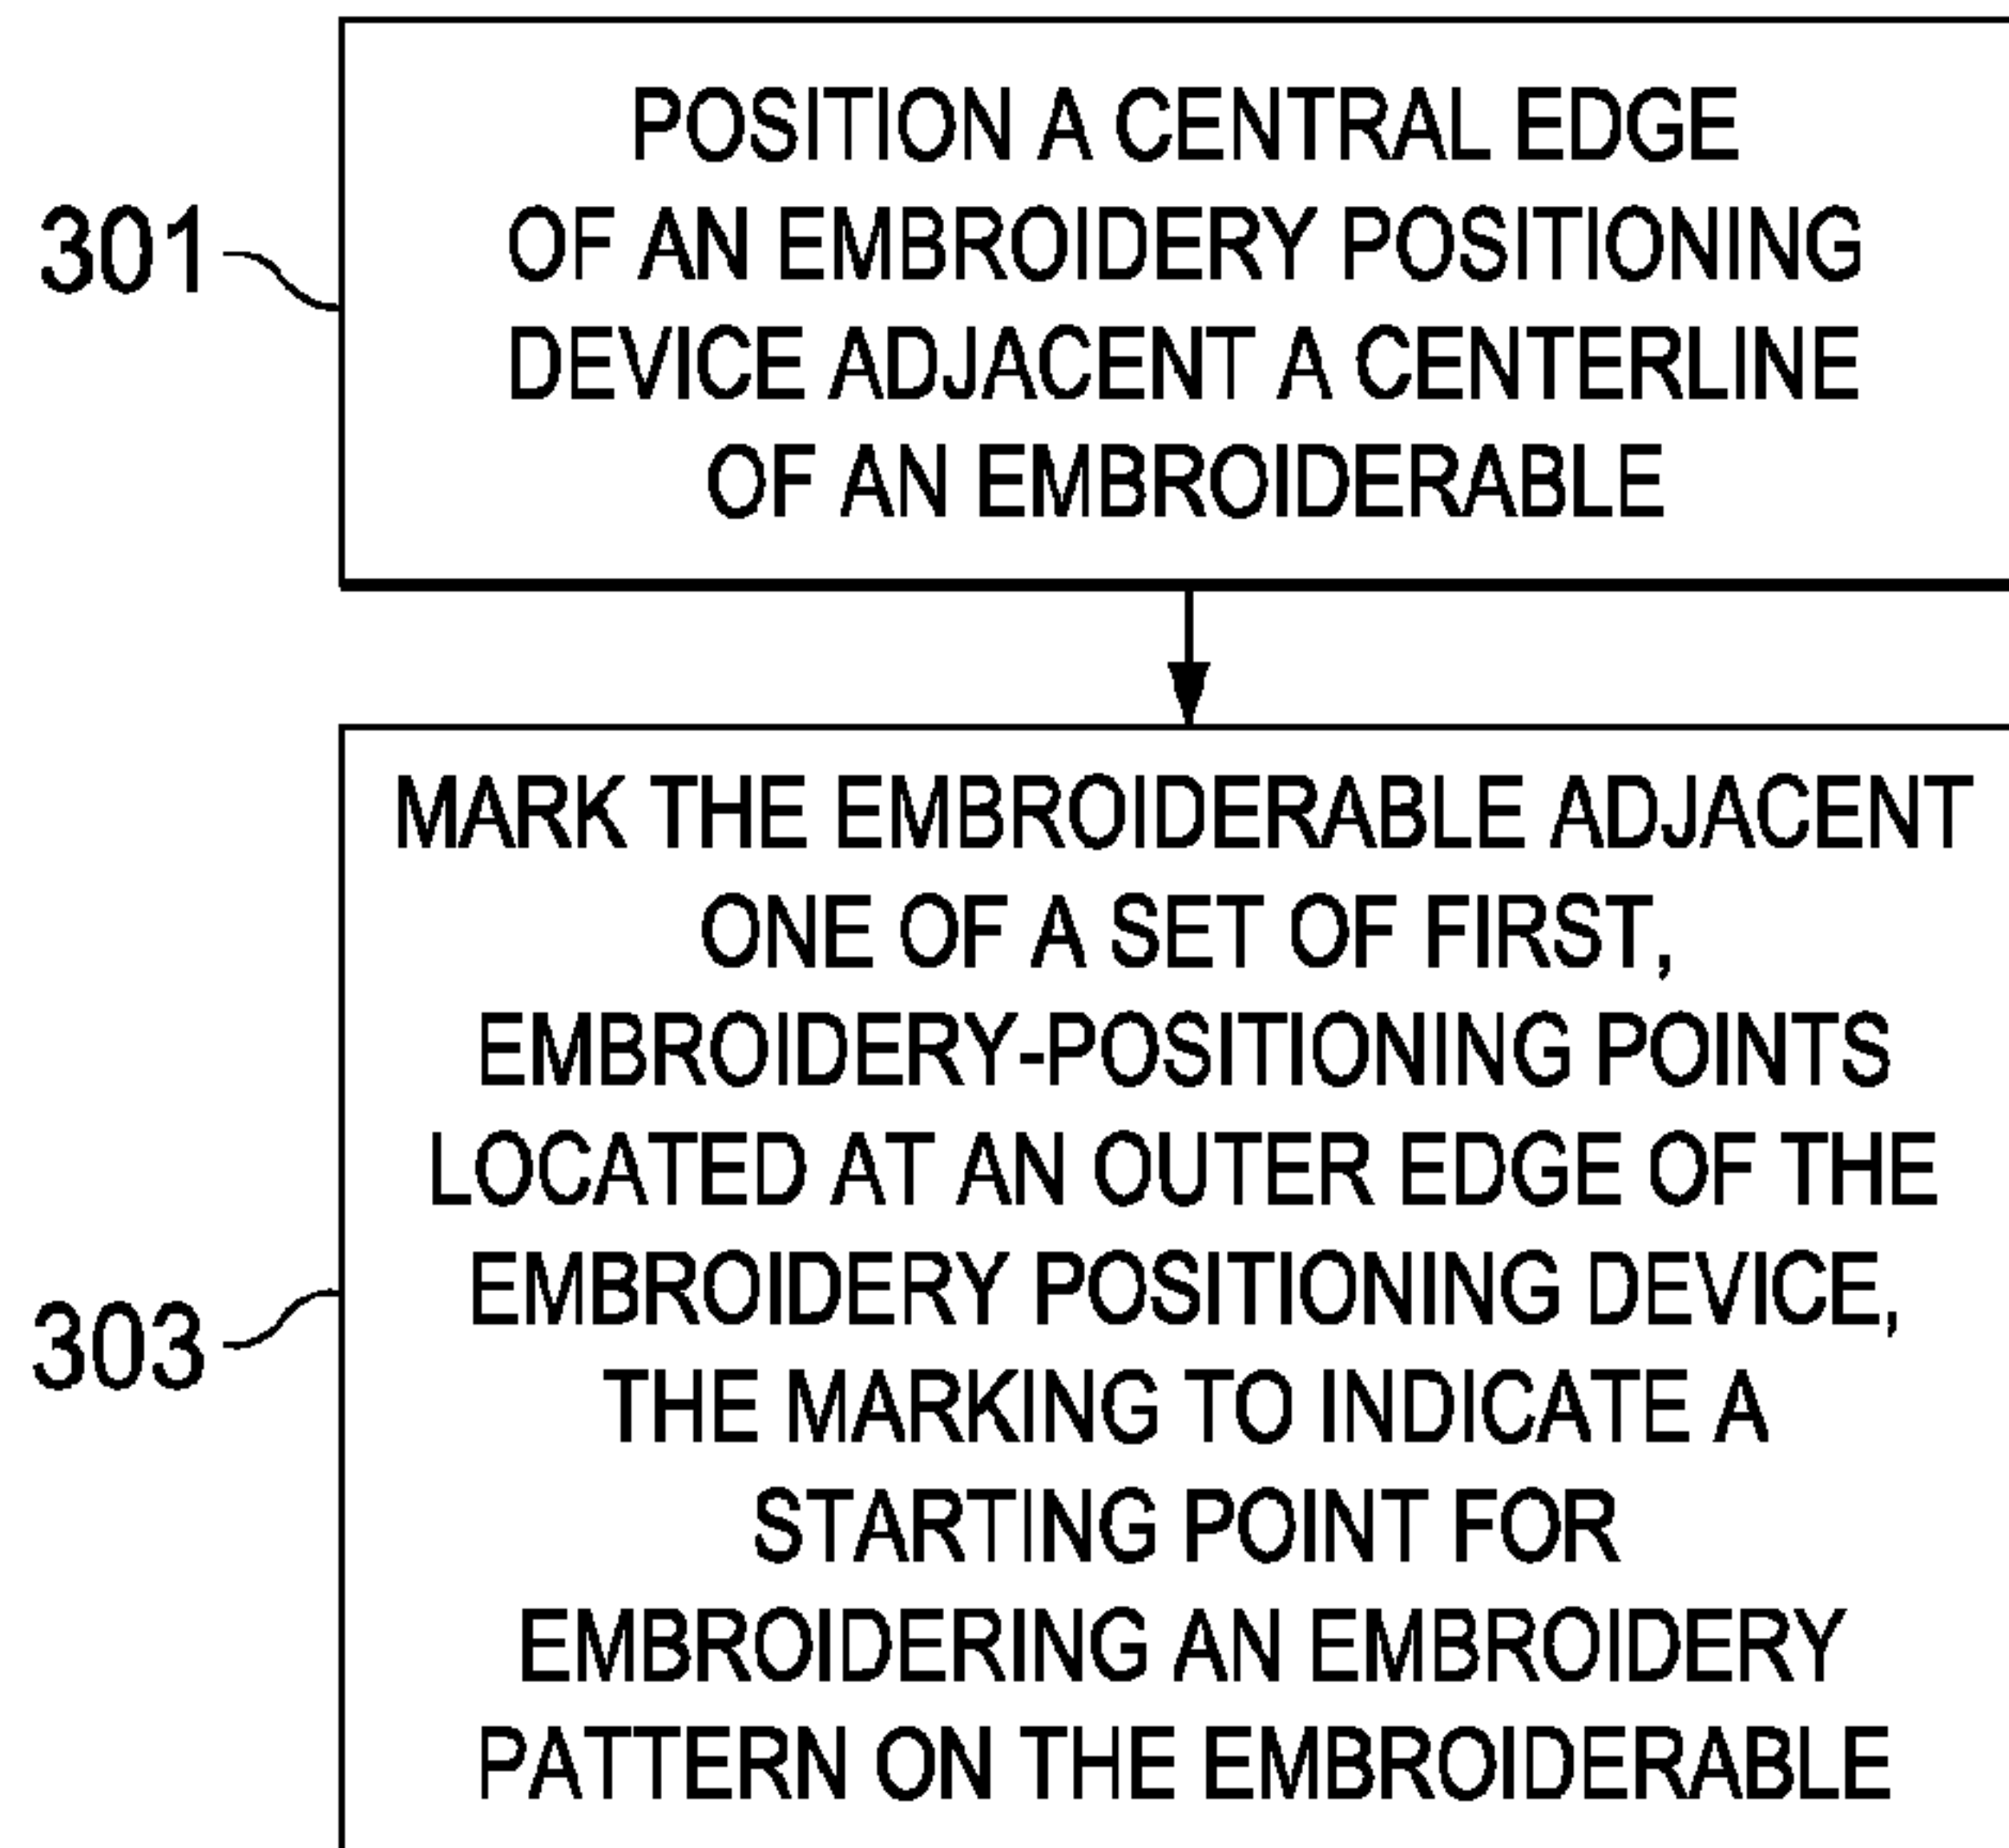 301
POSITION A CENTRAL EDGE
OF AN EMBROIDERY POSITIONING
DEVICE ADJACENT A CENTERLINE
OF AN EMBROIDERABLE
303
MARK THE EMBROIDERABLE ADJACENT
ONE OF A SET OF FIRST,
EMBROIDERY-POSITIONING POINTS
LOCATED AT AN OUTER EDGE OF THE
EMBROIDERY POSITIONING DEVICE,
THE MARKING TO INDICATE A
STARTING POINT FOR
EMBROIDERING AN EMBROIDERY
PATTERN ON THE EMBROIDERABLE